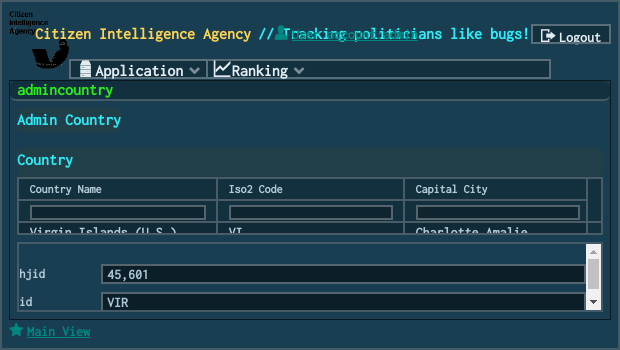 Citizen
Intelligence
Agency
Citizen Intelligence Agency // Tracking politicians like bugs!
Logout
Application Ranking
admincountry
Admin Country
Country
Country Name Iso2 Code Capital City
Virgin Islands (U.S.) VI Charlotte Amalie
hjid 45,601
id VIR
Main View